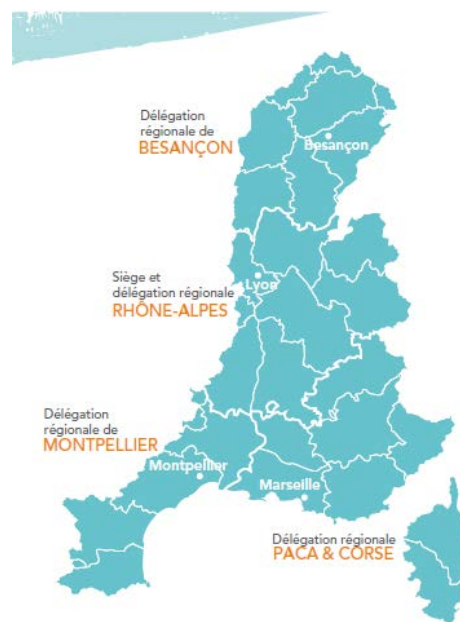 Délégation
régionale de
BESANÇON
Besançon
Siège et
délégation régionale
RHÔNE-ALPES
Lyon
Délégation
régionale de
MONTPELLIER
Montpellier
Marseille
Délégation régionale
PACA & CORSE